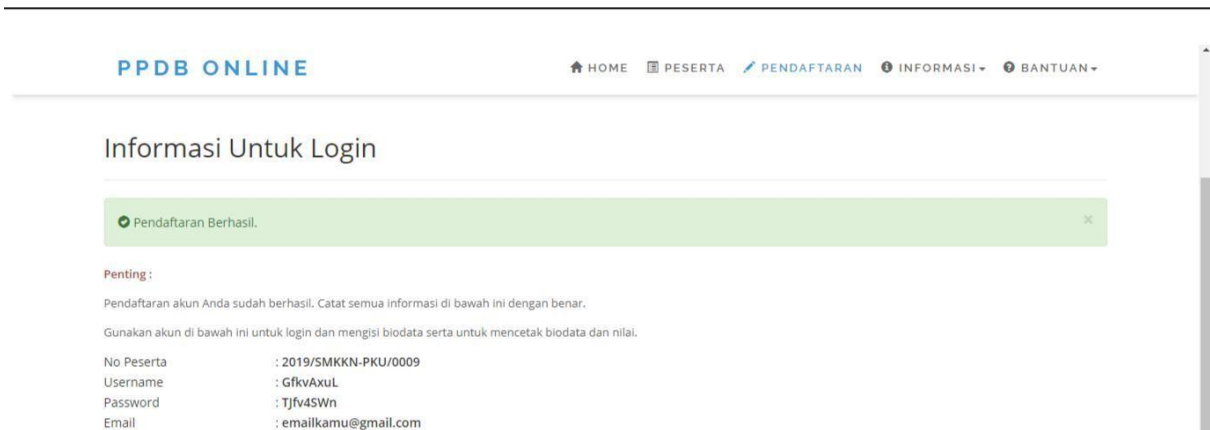 PPDB ONLINE
HOME PESERTA PENDAFTARAN INFORMASI BANTUAN
Informasi Untuk Login
Pendaftaran Berhasil. ×
Penting :
Pendaftaran akun Anda sudah berhasil. Catat semua informasi di bawah ini dengan benar.
Gunakan akun di bawah ini untuk login dan mengisi biodata serta untuk mencetak biodata dan nilai.
No Peserta : 2019/SMKKN-PKU/0009
Username : GfkvAxuL
Password : TJfv4SWn
Email : emailkamu@gmail.com